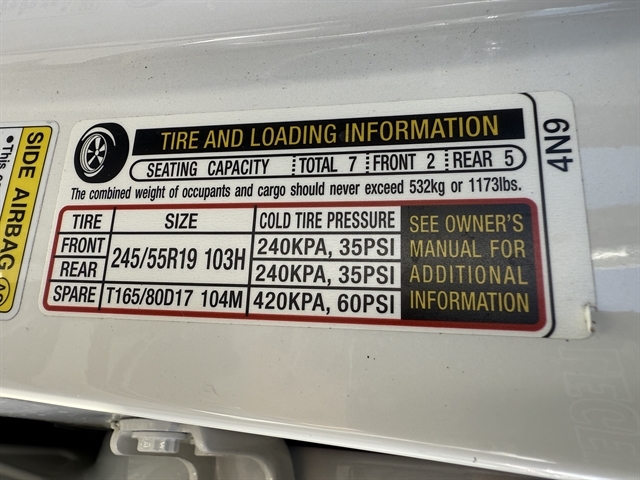 TIRE AND LOADING INFORMATION
SEATING CAPACITY TOTAL 7 FRONT 2 REAR 5
The combined weight of occupants and cargo should never exceed 532kg or 1173lbs.
TIRE SIZE COLD TIRE PRESSURE
FRONT 245/55R19 103H 240KPA, 35PSI
REAR 240KPA, 35PSI
SPARE T165/80D17 104M 420KPA, 60PSI
SEE OWNER'S
MANUAL FOR
ADDITIONAL
INFORMATION
4N9
SIDE AIRBAG
•This